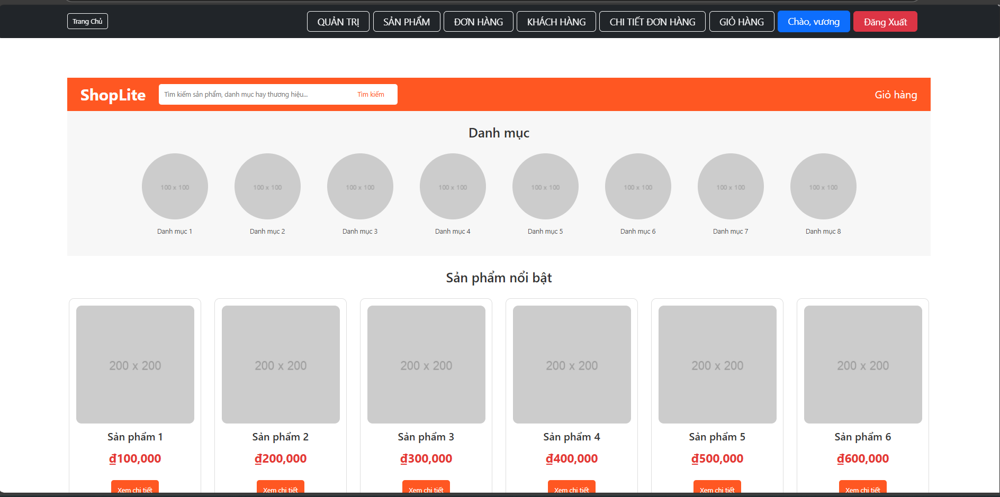 Trang Chủ QUẢN TRỊ SẢN PHẨM ĐƠN HÀNG KHÁCH HÀNG CHI TIẾT ĐƠN HÀNG GIỎ HÀNG Chào, vương Đăng Xuất
ShopLite Tìm kiếm sản phẩm, danh mục hay thương hiệu... Tìm kiếm Giỏ hàng
Danh mục
100 x 100 100 x 100 100 x 100 100 x 100 100 x 100 100 x 100 100 x 100 100 x 100
Danh mục 1 Danh mục 2 Danh mục 3 Danh mục 4 Danh mục 5 Danh mục 6 Danh mục 7 Danh mục 8
Sản phẩm nổi bật
200 x 200 200 x 200 200 x 200 200 x 200 200 x 200 200 x 200
Sản phẩm 1 Sản phẩm 2 Sản phẩm 3 Sản phẩm 4 Sản phẩm 5 Sản phẩm 6
₫100,000 ₫200,000 ₫300,000 ₫400,000 ₫500,000 ₫600,000
Xem chi tiết Xem chi tiết Xem chi tiết Xem chi tiết Xem chi tiết Xem chi tiết